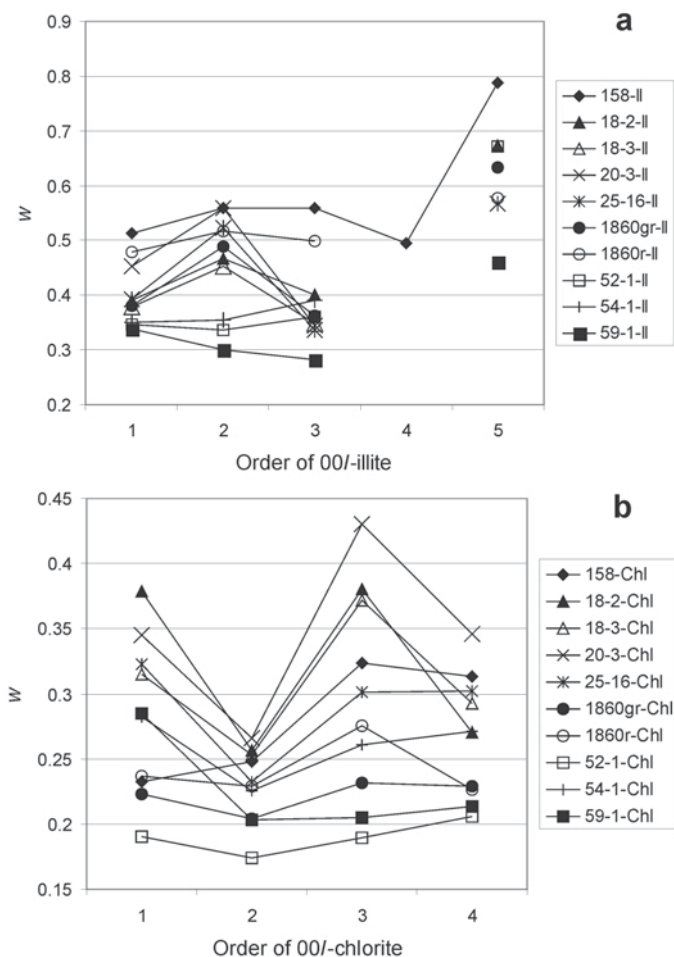 a
0.9
0.8
0.7
0.6
0.5
0.4
0.3
0.2
w
1 2 3 4 5
Order of 00l-illite
158-Il
18-2-Il
18-3-Il
20-3-Il
25-16-Il
1860gr-Il
1860r-Il
52-1-Il
54-1-Il
59-1-Il
b
0.45
0.4
0.35
0.3
0.25
0.2
0.15
w
1 2 3 4
Order of 00l-chlorite
158-Chl
18-2-Chl
18-3-Chl
20-3-Chl
25-16-Chl
1860gr-Chl
1860r-Chl
52-1-Chl
54-1-Chl
59-1-Chl